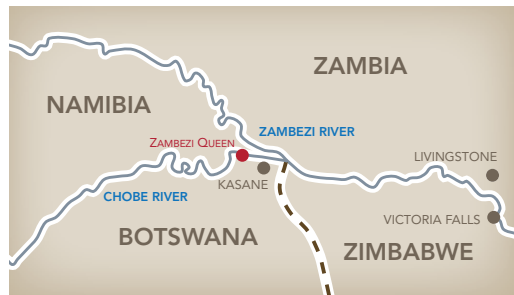 ZAMBIA
NAMIBIA
ZAMBEZI RIVER
ZAMBEZI QUEEN
LIVINGSTONE
KASANE
CHOBE RIVER
VICTORIA FALLS
BOTSWANA
ZIMBABWE